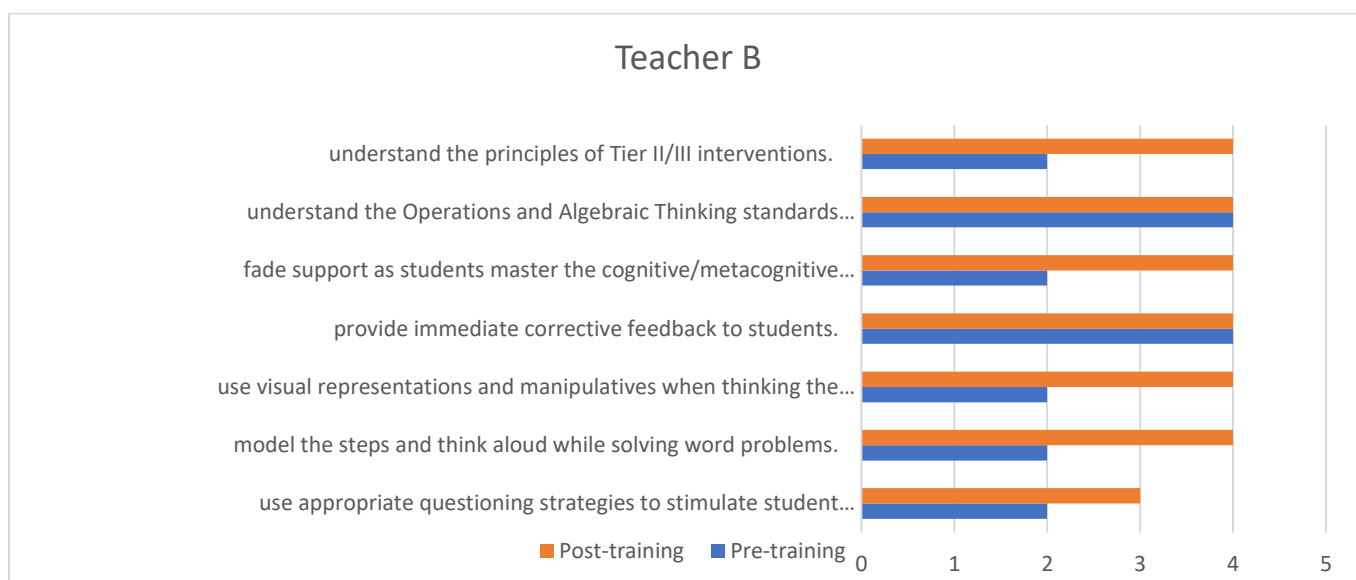 Teacher B
understand the principles of Tier II/III interventions.
understand the Operations and Algebraic Thinking standards...
fade support as students master the cognitive/metacognitive...
provide immediate corrective feedback to students.
use visual representations and manipulatives when thinking the...
model the steps and think aloud while solving word problems.
use appropriate questioning strategies to stimulate student...
Post-training Pre-training
0 1 2 3 4 5